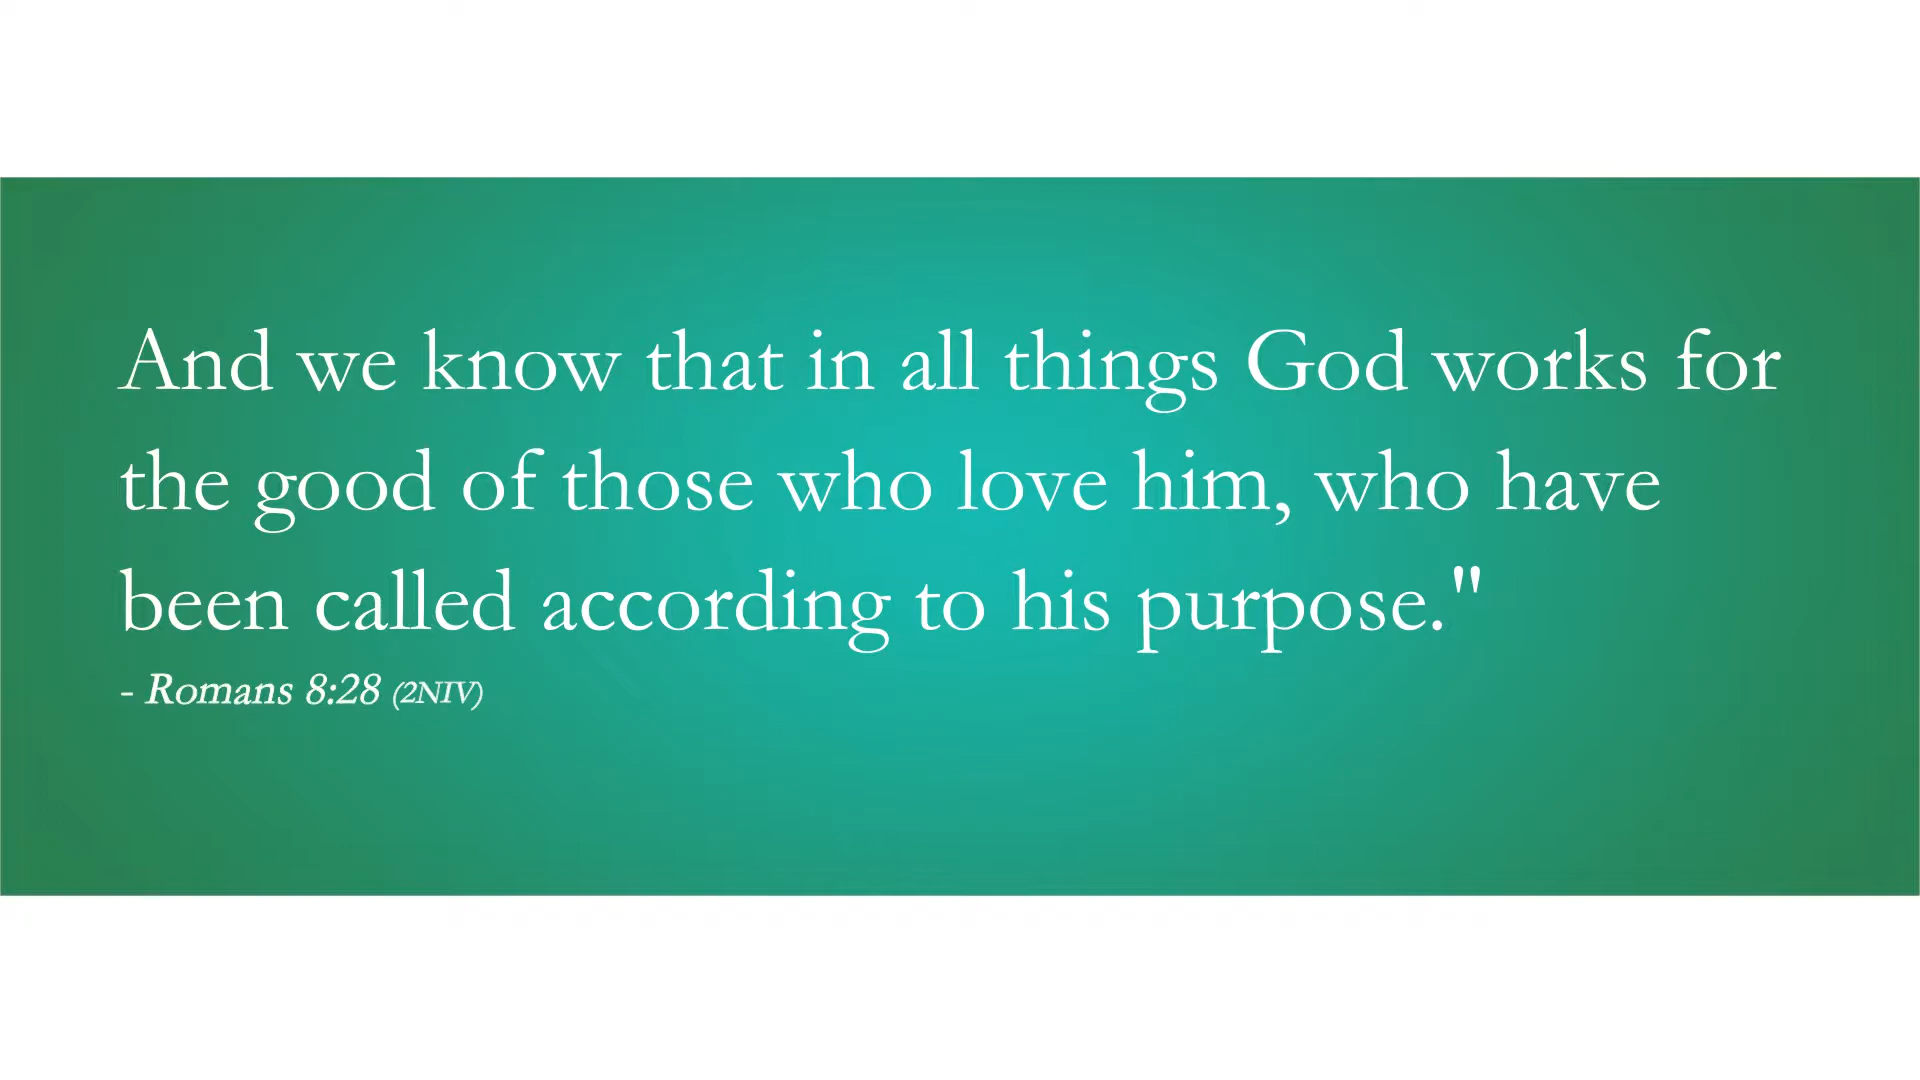 And we know that in all things God works for
the good of those who love him, who have
been called according to his purpose."
- Romans 8:28 (2NIV)